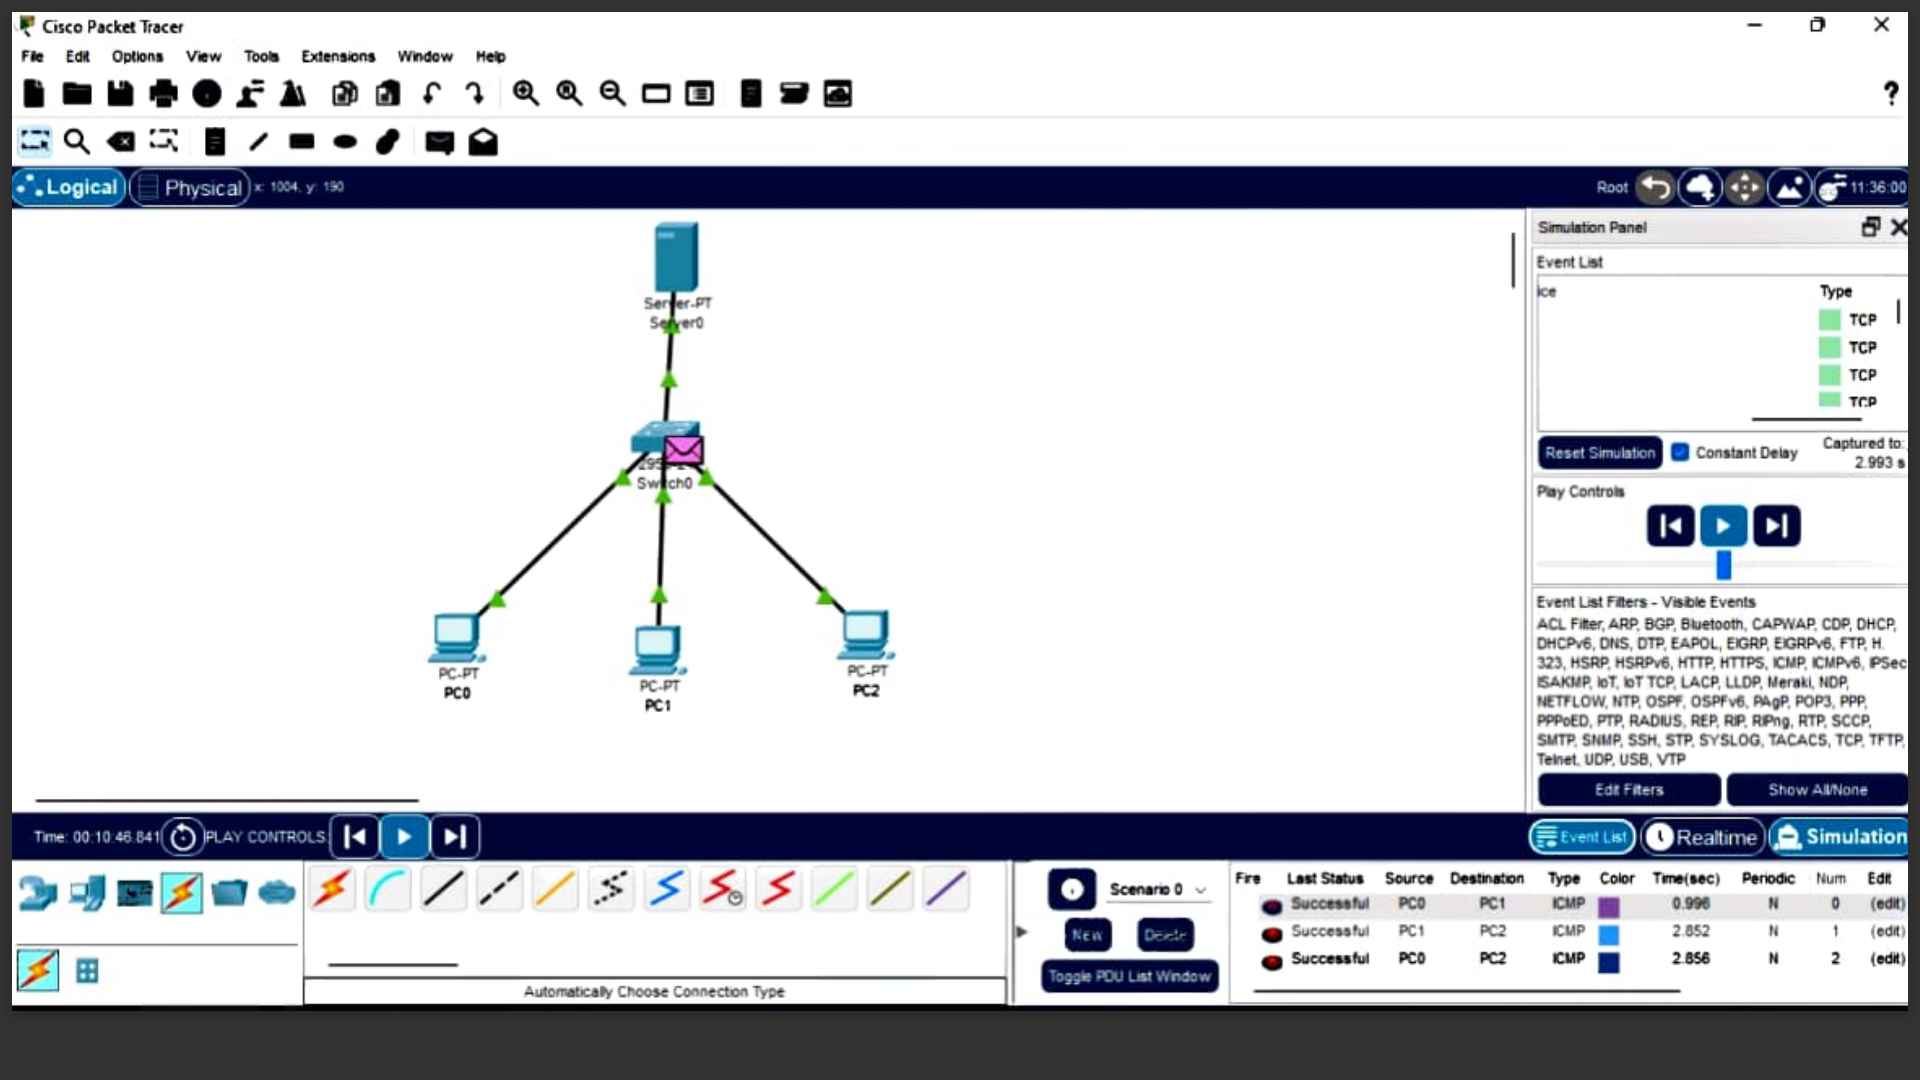 Cisco Packet Tracer
File Edit Options View Tools Extensions Window Help
?
Logical Physical x: 1004, y: 190 Root 11:36:00
Simulation Panel
Event List
ice Type
TCP
TCP
TCP
TCP
Reset Simulation Constant Delay Captured to:
2.993 s
Play Controls
Event List Filters - Visible Events
ACL Filter, ARP, BGP, Bluetooth, CAPWAP, CDP, DHCP,
DHCPv6, DNS, DTP, EAPOL, EIGRP, EIGRPv6, FTP, H.
323, HSRP, HSRPv6, HTTP, HTTPS, ICMP, ICMPv6, IPSec
ISAKMP, IoT, IoT TCP, LACP, LLDP, Meraki, NDP,
NETFLOW, NTP, OSPF, OSPFv6, PAgP, POP3, PPP,
PPPoED, PTP, RADIUS, REP, RIP, RIPng, RTP, SCCP,
SMTP, SNMP, SSH, STP, SYSLOG, TACACS, TCP, TFTP,
Telnet, UDP, USB, VTP
Edit Filters Show All/None
Server-PT
Server0
Switch0
PC-PT
PC0
PC-PT
PC1
PC-PT
PC2
Time: 00:10:46.841 PLAY CONTROLS: Event List Realtime Simulation
Scenario 0
New Delete
Toggle PDU List Window
Automatically Choose Connection Type
Fire Last Status Source Destination Type Color Time(sec) Periodic Num Edit
Successful PC0 PC1 ICMP 0.996 N 0 (edit)
Successful PC1 PC2 ICMP 2.852 N 1 (edit)
Successful PC0 PC2 ICMP 2.856 N 2 (edit)